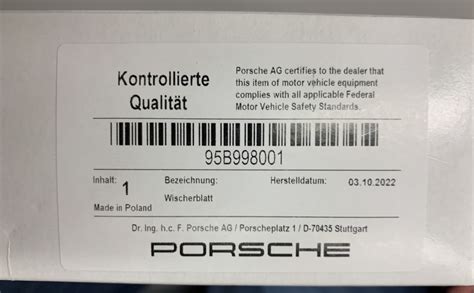 Kontrollierte
Qualität
Porsche AG certifies to the dealer that
this item of motor vehicle equipment
complies with all applicable Federal
Motor Vehicle Safety Standards.
95B998001
Inhalt: 1
Made in Poland
Bezeichnung:
Wischerblatt
Herstelldatum: 03.10.2022
Dr. Ing. h.c. F. Porsche AG / Porscheplatz 1 / D-70435 Stuttgart
PORSCHE